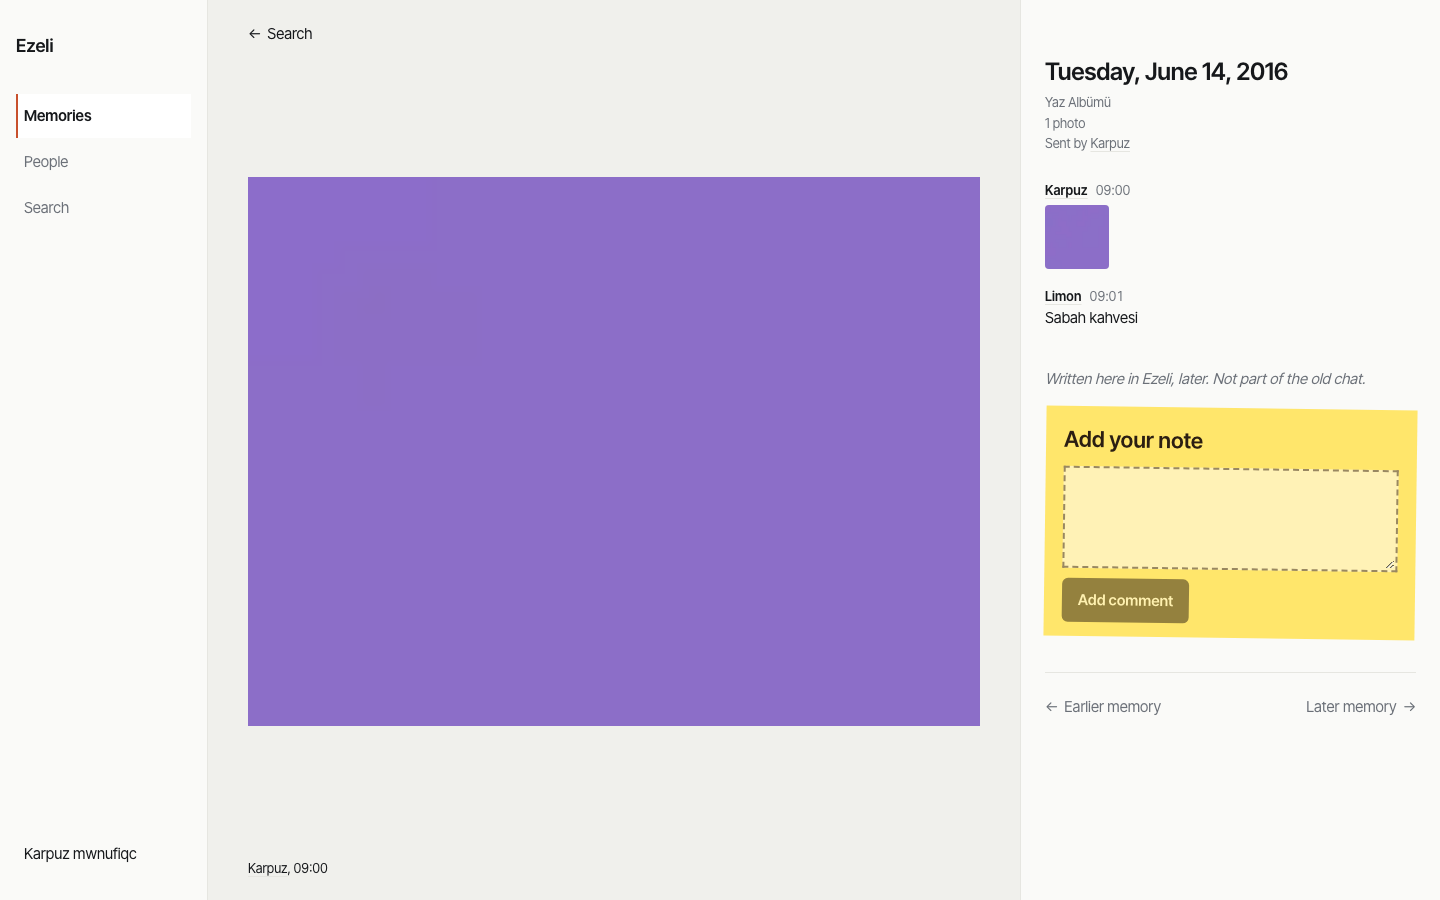 Ezeli
Memories
People
Search
Karpuz mwnufiqc
← Search
Karpuz, 09:00
Tuesday, June 14, 2016
Yaz Albümü
1 photo
Sent by Karpuz
Karpuz 09:00
Limon 09:01
Sabah kahvesi
Written here in Ezeli, later. Not part of the old chat.
Add your note
Add comment
← Earlier memory
Later memory →